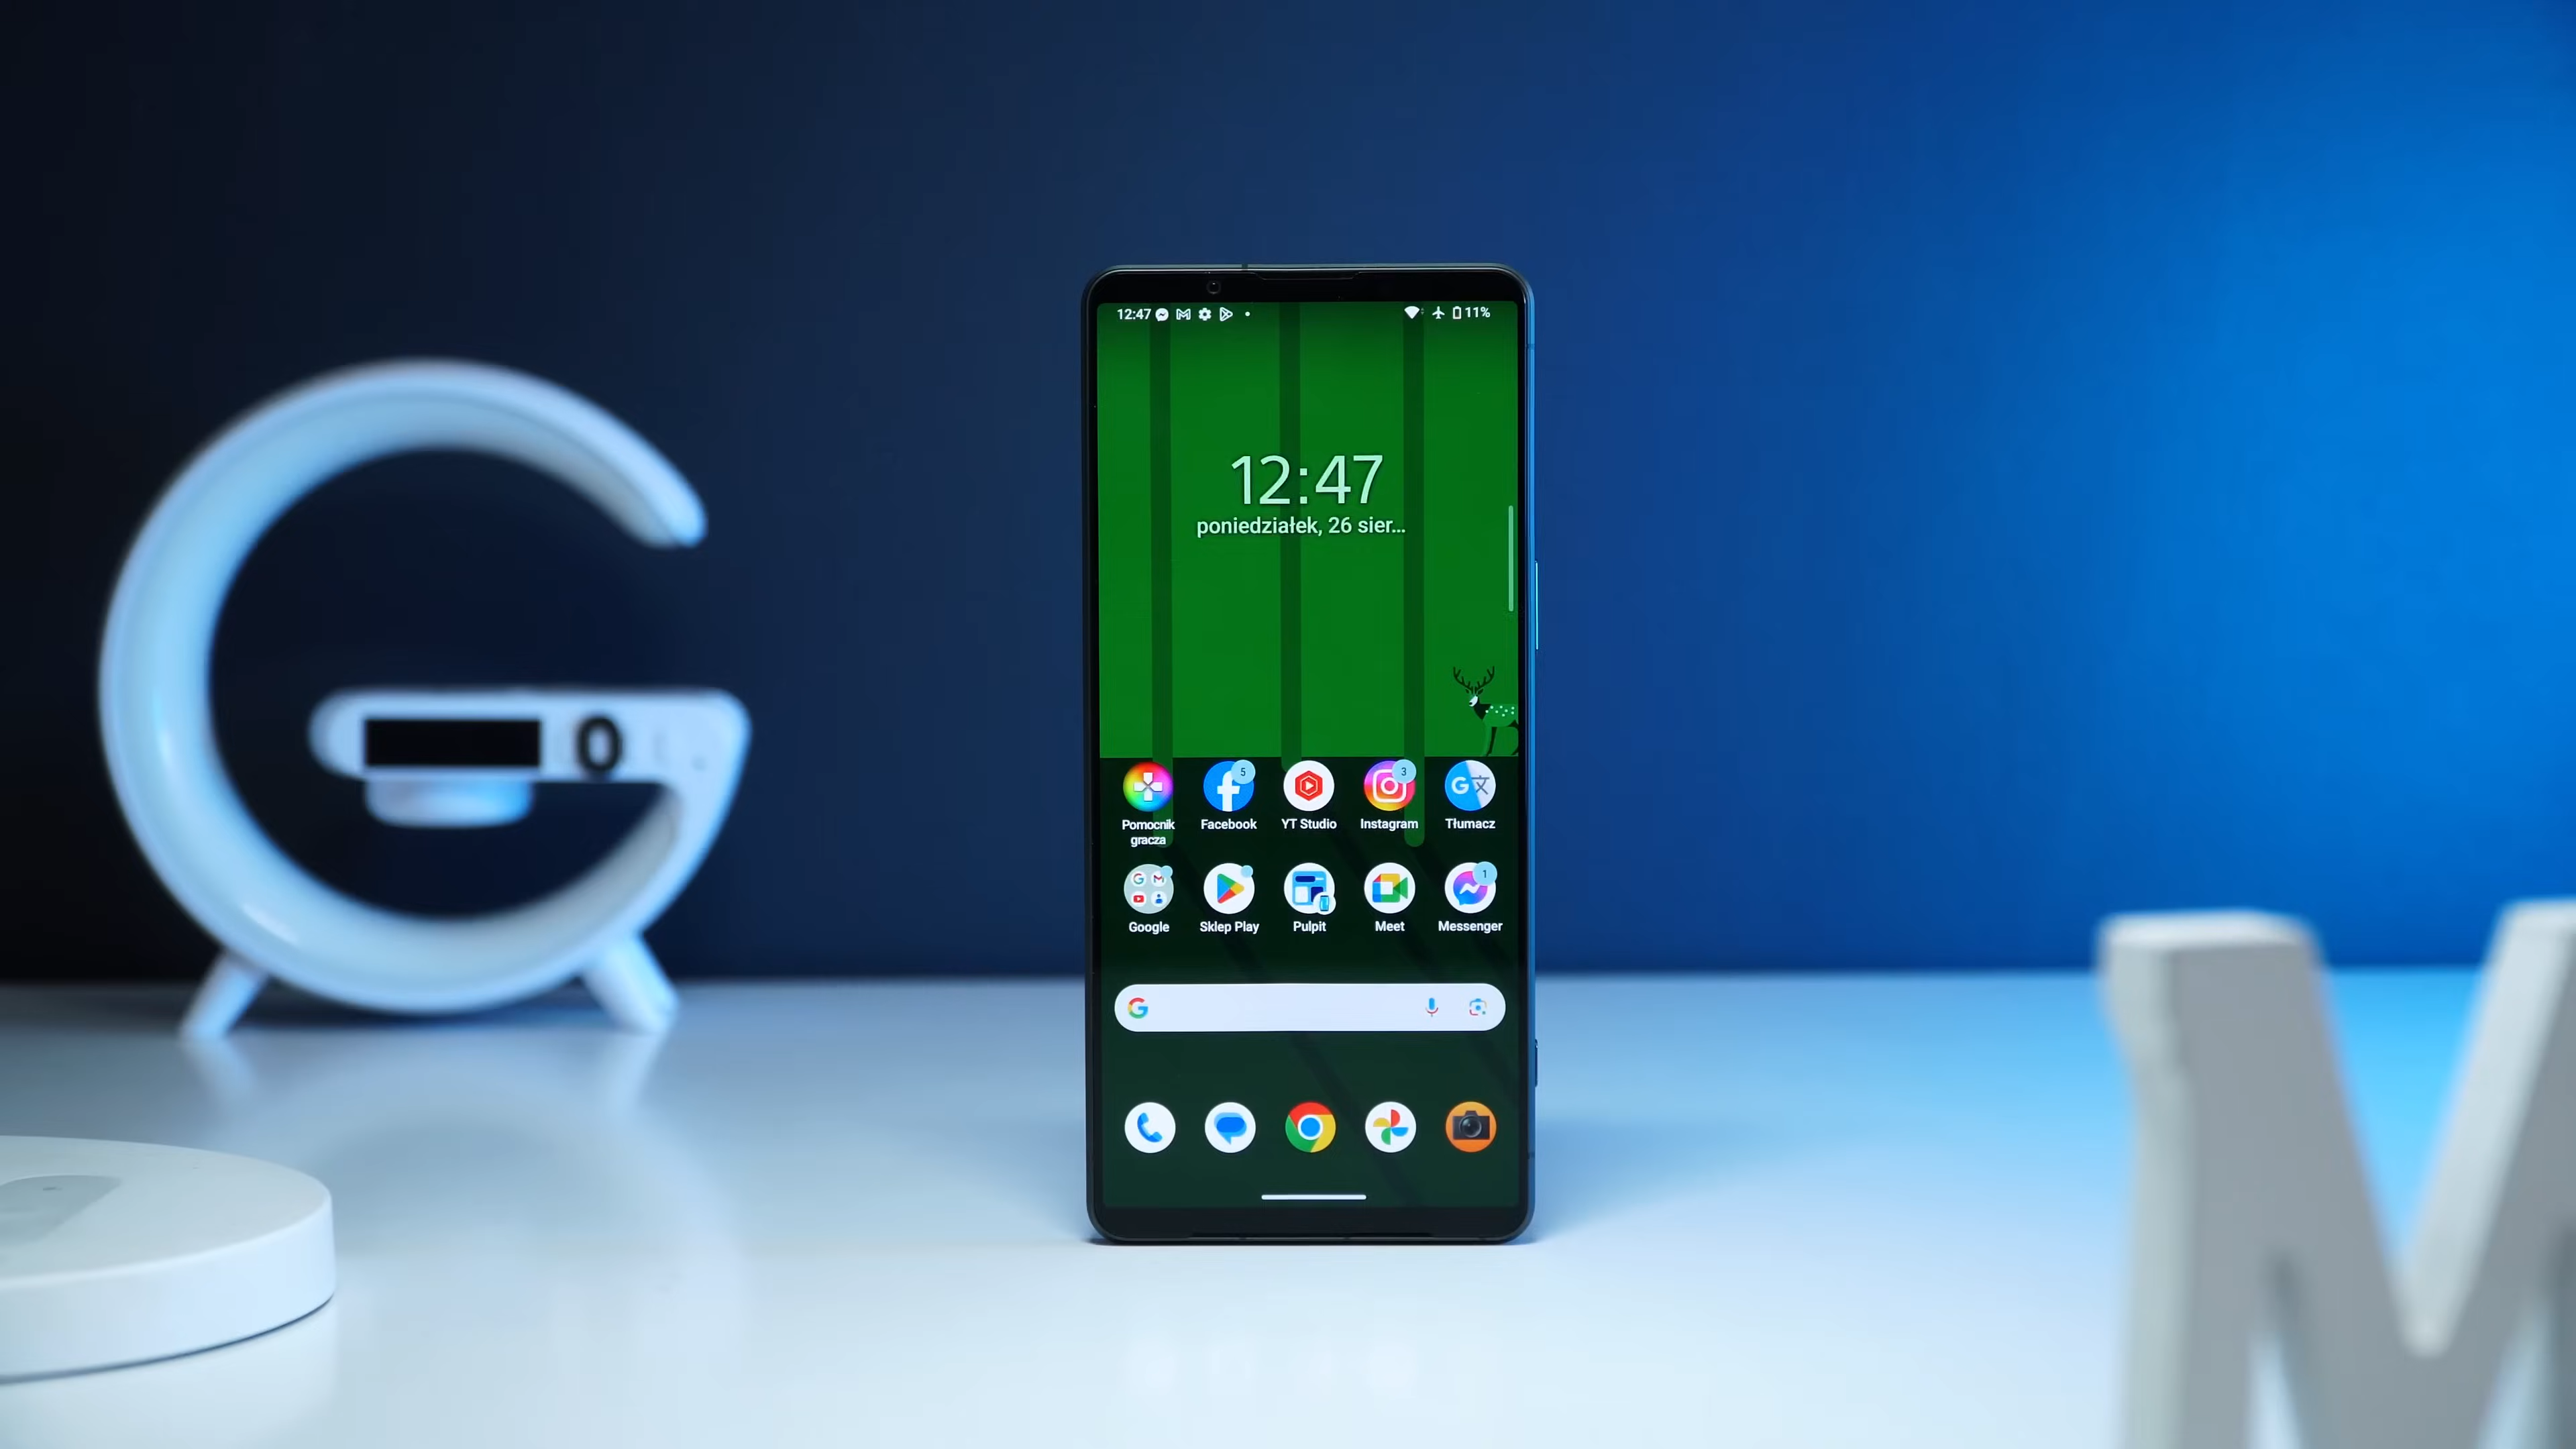 12:47
11%
12:47
poniedziałek, 26 sier...
5
3
Pomocnik gracza
Facebook
YT Studio
Instagram
Tłumacz
1
Google
Sklep Play
Pulpit
Meet
Messenger
M